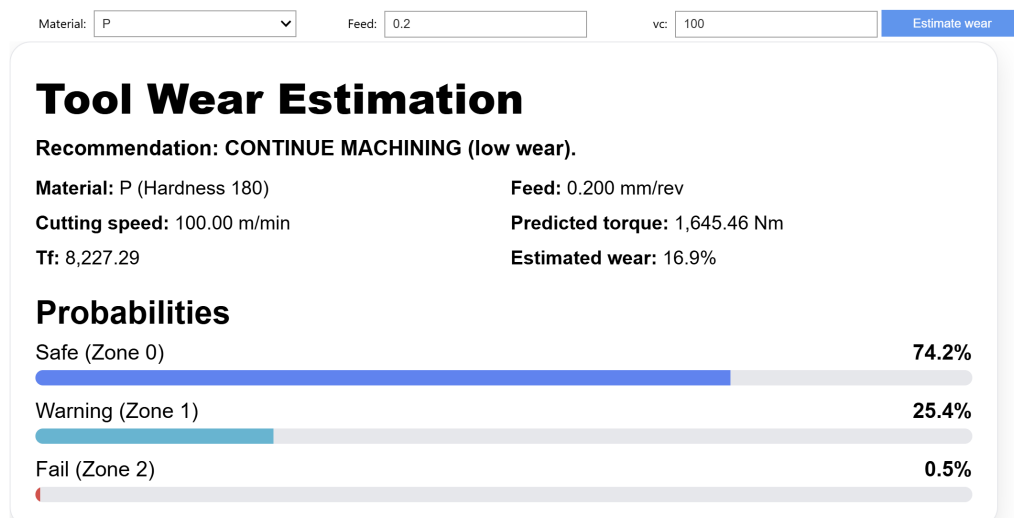 Material: P Feed: 0.2 vc: 100 Estimate wear
Tool Wear Estimation
Recommendation: CONTINUE MACHINING (low wear).
Material: P (Hardness 180) Feed: 0.200 mm/rev
Cutting speed: 100.00 m/min Predicted torque: 1,645.46 Nm
Tf: 8,227.29 Estimated wear: 16.9%
Probabilities
Safe (Zone 0) 74.2%
Warning (Zone 1) 25.4%
Fail (Zone 2) 0.5%